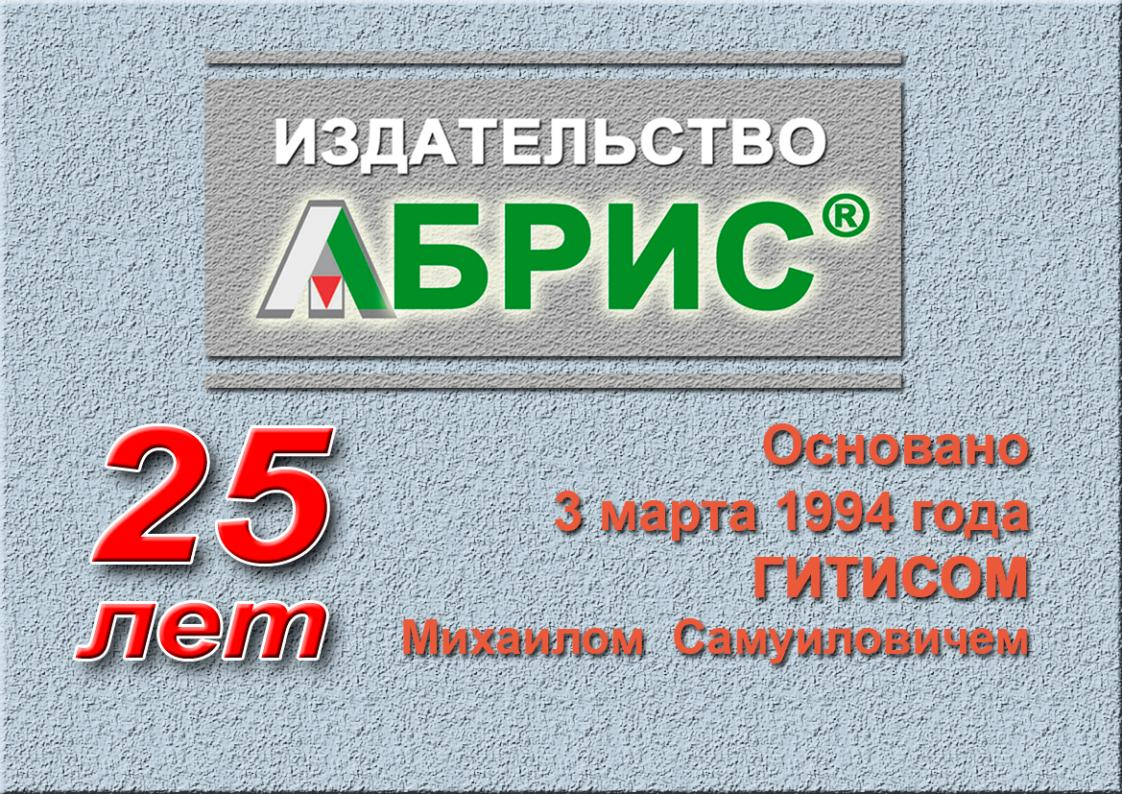 ИЗДАТЕЛЬСТВО
АБРИС®
25
лет
Основано
3 марта 1994 года
ГИТИСОМ
Михаилом Самуиловичем